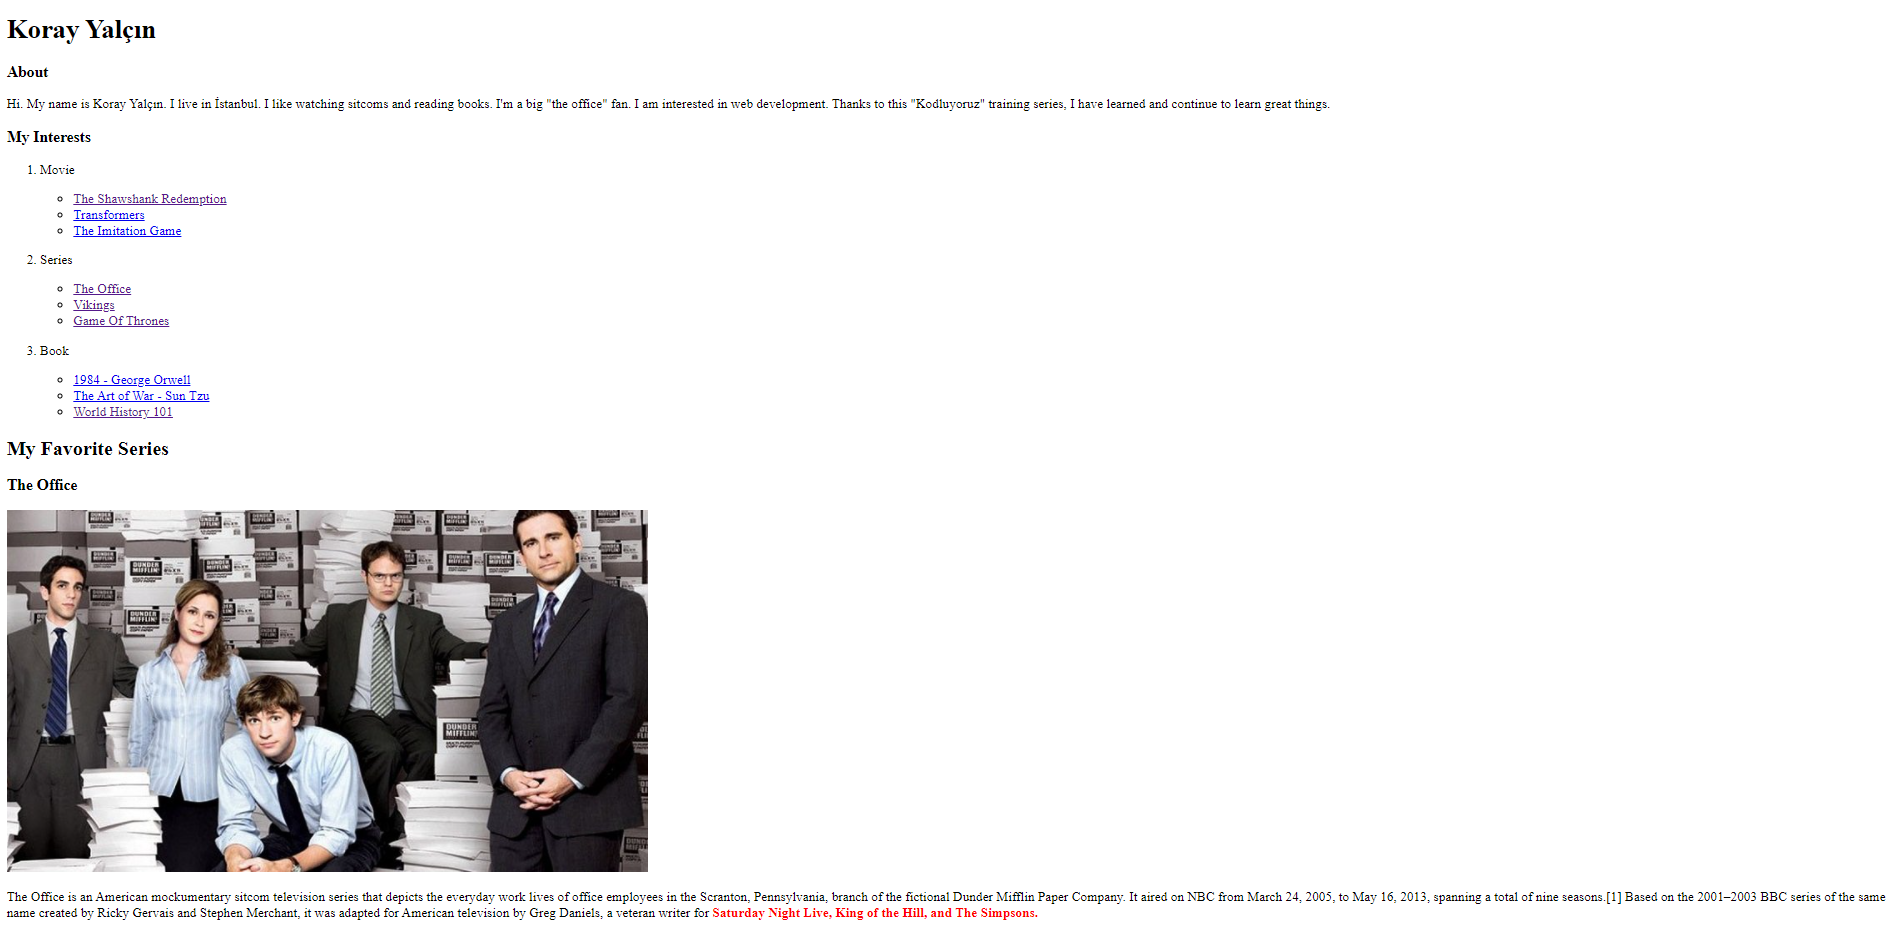 Koray Yalçın
About
Hi. My name is Koray Yalçın. I live in İstanbul. I like watching sitcoms and reading books. I'm a big "the office" fan. I am interested in web development. Thanks to this "Kodluyoruz" training series, I have learned and continue to learn great things.
My Interests
1. Movie
The Shawshank Redemption
Transformers
The Imitation Game
2. Series
The Office
Vikings
Game Of Thrones
3. Book
1984 - George Orwell
The Art of War - Sun Tzu
World History 101
My Favorite Series
The Office
DUNDER
MIFFLIN
DUNDER
MIFFLIN
DUNDER
MIFFLIN
DUNDER
MIFFLIN
The Office is an American mockumentary sitcom television series that depicts the everyday work lives of office employees in the Scranton, Pennsylvania, branch of the fictional Dunder Mifflin Paper Company. It aired on NBC from March 24, 2005, to May 16, 2013, spanning a total of nine seasons.[1] Based on the 2001–2003 BBC series of the same
name created by Ricky Gervais and Stephen Merchant, it was adapted for American television by Greg Daniels, a veteran writer for Saturday Night Live, King of the Hill, and The Simpsons.